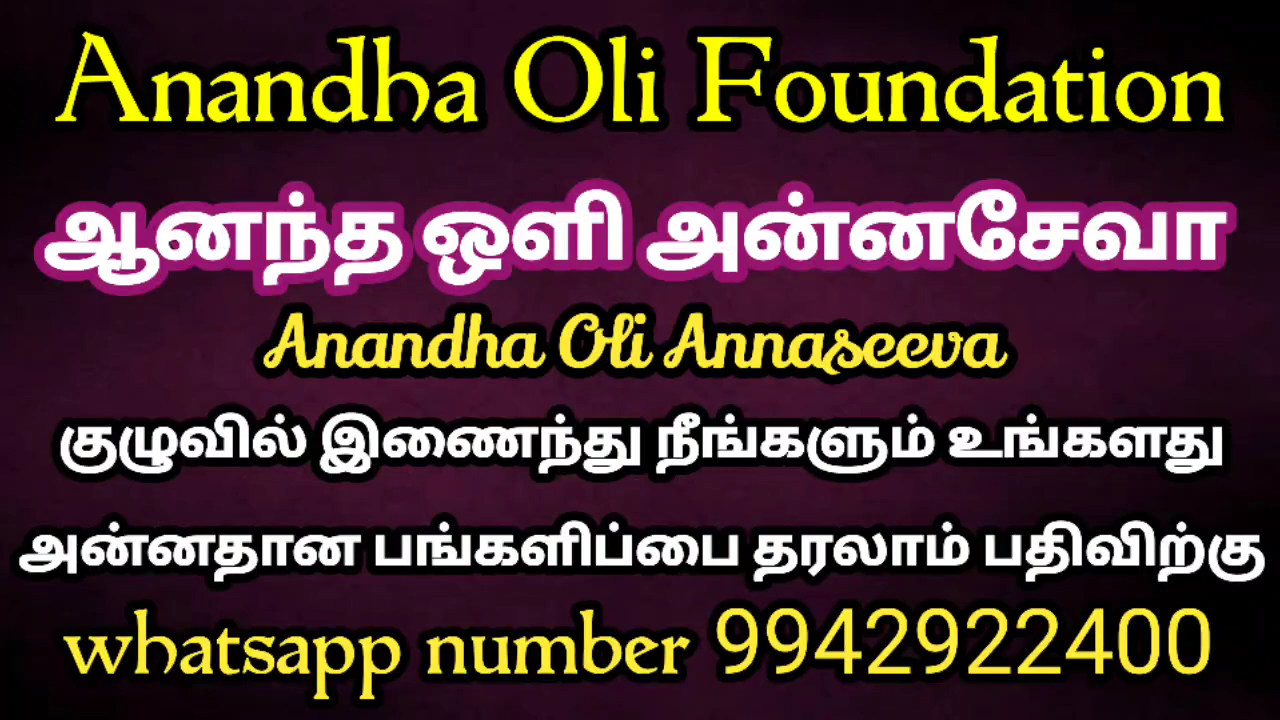 Anandha Oli Foundation
ஆனந்த ஒளி அன்னசேவா
Anandha Oli Annaseeva
குழுவில் இணைந்து நீங்களும் உங்களது
அன்னதான பங்களிப்பை தரலாம் பதிவிற்கு
whatsapp number 9942922400